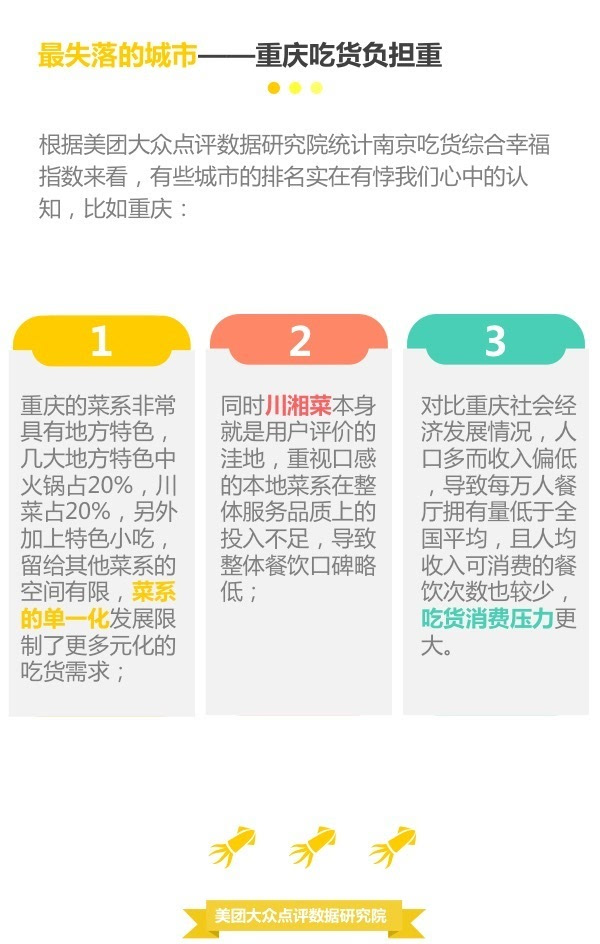 最失落的城市——重庆吃货负担重
根据美团大众点评数据研究院统计南京吃货综合幸福
指数来看，有些城市的排名实在有悖我们心中的认
知，比如重庆：
1
重庆的菜系非常
具有地方特色，
几大地方特色中
火锅占20%，川
菜占20%，另外
加上特色小吃，
留给其他菜系的
空间有限，菜系
的单一化发展限
制了更多元化的
吃货需求；
2
同时川湘菜本身
就是用户评价的
洼地，重视口感
的本地菜系在整
体服务品质上的
投入不足，导致
整体餐饮口碑略
低；
3
对比重庆社会经
济发展情况，人
口多而收入偏低
，导致每万人餐
厅拥有量低于全
国平均，且人均
收入可消费的餐
饮次数也较少，
吃货消费压力更
大。
美团大众点评数据研究院